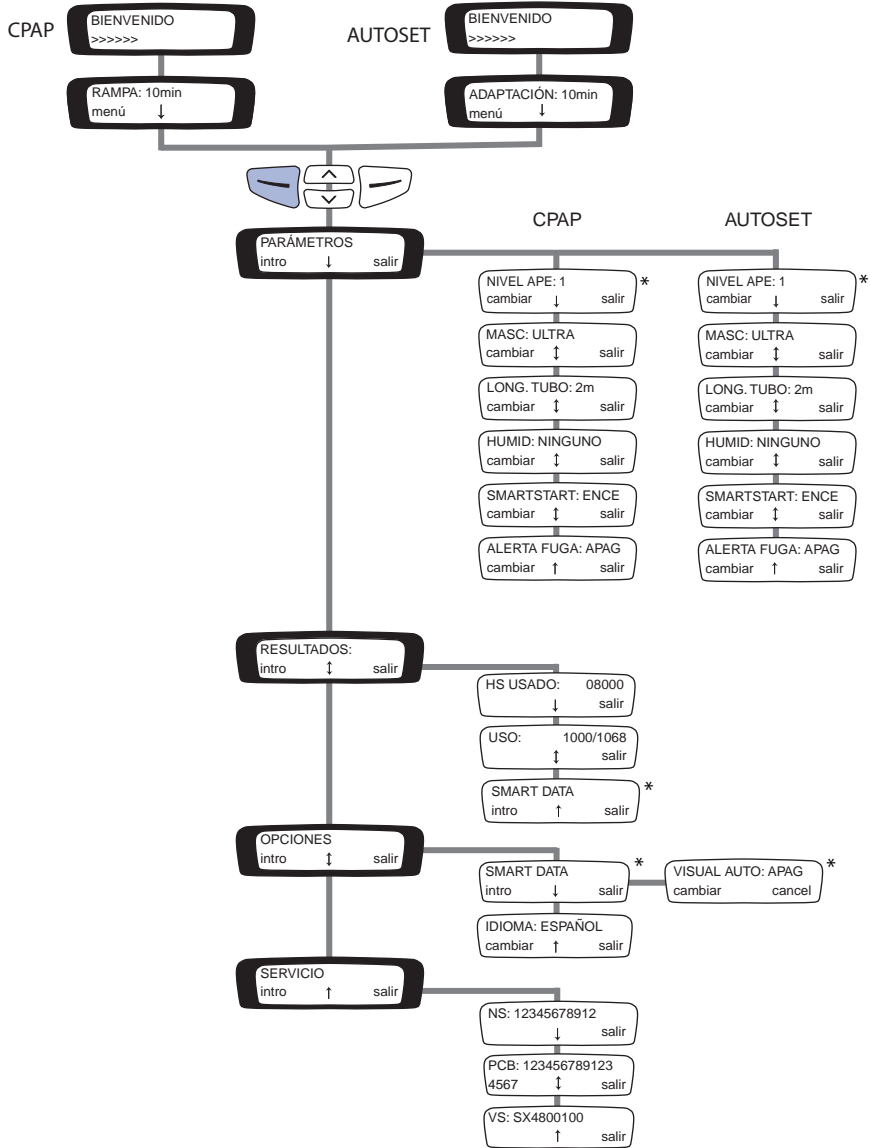 CPAP
BIENVENIDO
>>>>>>
AUTOSET
BIENVENIDO
>>>>>>
RAMPA: 10min
menú ↓
ADAPTACIÓN: 10min
menú ↓
CPAP
AUTOSET
PARÁMETROS
intro ↓ salir
NIVEL APE: 1 *
cambiar ↓ salir
MASC: ULTRA
cambiar ↕ salir
LONG. TUBO: 2m
cambiar ↕ salir
HUMID: NINGUNO
cambiar ↕ salir
SMARTSTART: ENCE
cambiar ↕ salir
ALERTA FUGA: APAG
cambiar ↑ salir
NIVEL APE: 1 *
cambiar ↓ salir
MASC: ULTRA
cambiar ↕ salir
LONG. TUBO: 2m
cambiar ↕ salir
HUMID: NINGUNO
cambiar ↕ salir
SMARTSTART: ENCE
cambiar ↕ salir
ALERTA FUGA: APAG
cambiar ↑ salir
RESULTADOS:
intro ↕ salir
HS USADO: 08000
↓ salir
USO: 1000/1068
↕ salir
SMART DATA *
intro ↑ salir
OPCIONES
intro ↕ salir
SMART DATA *
intro ↓ salir
VISUAL AUTO: APAG *
cambiar cancel
IDIOMA: ESPAÑOL
cambiar ↑ salir
SERVICIO
intro ↑ salir
NS: 12345678912
↓ salir
PCB: 123456789123
4567 ↕ salir
VS: SX4800100
↑ salir